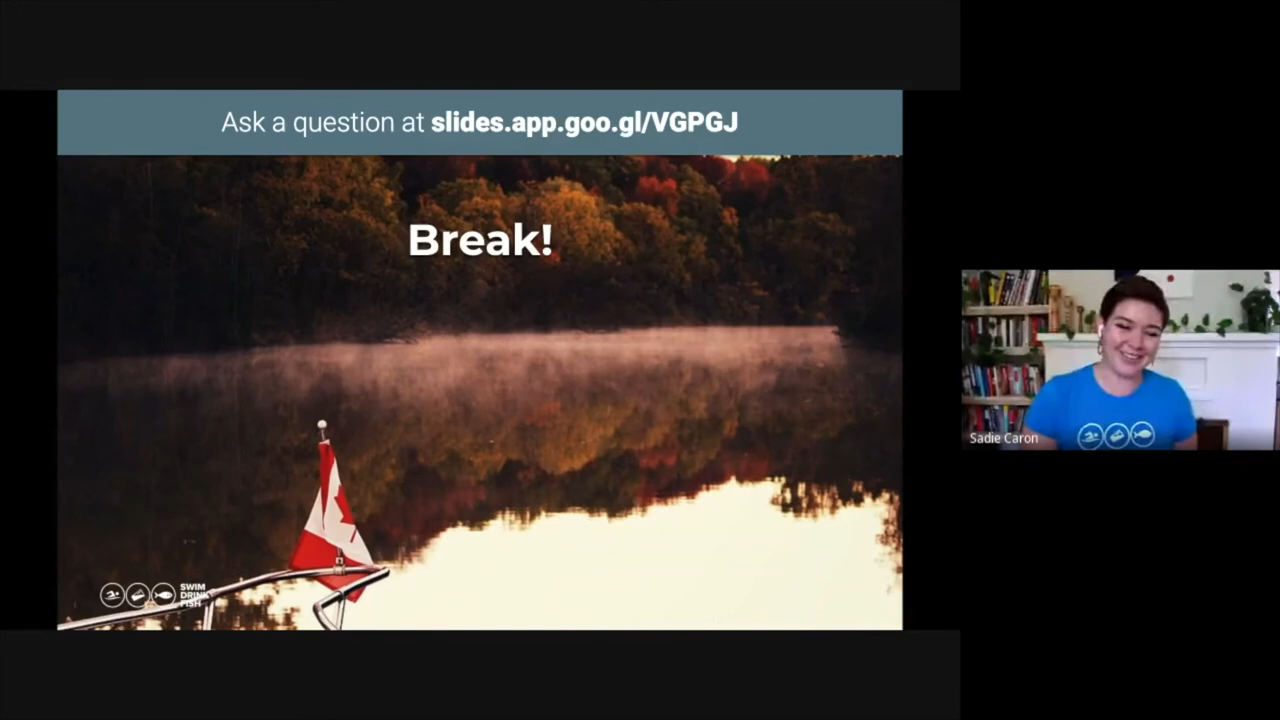 Ask a question at slides.app.goo.gl/VGPGJ
Break!
SWIM
DRINK
FISH
Sadie Caron